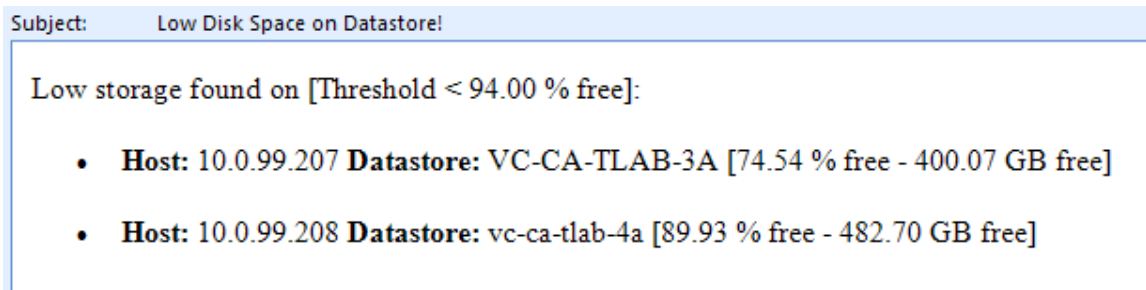 Subject: Low Disk Space on Datastore!
Low storage found on [Threshold < 94.00 % free]:
• Host: 10.0.99.207 Datastore: VC-CA-TLAB-3A [74.54 % free - 400.07 GB free]
• Host: 10.0.99.208 Datastore: vc-ca-tlab-4a [89.93 % free - 482.70 GB free]